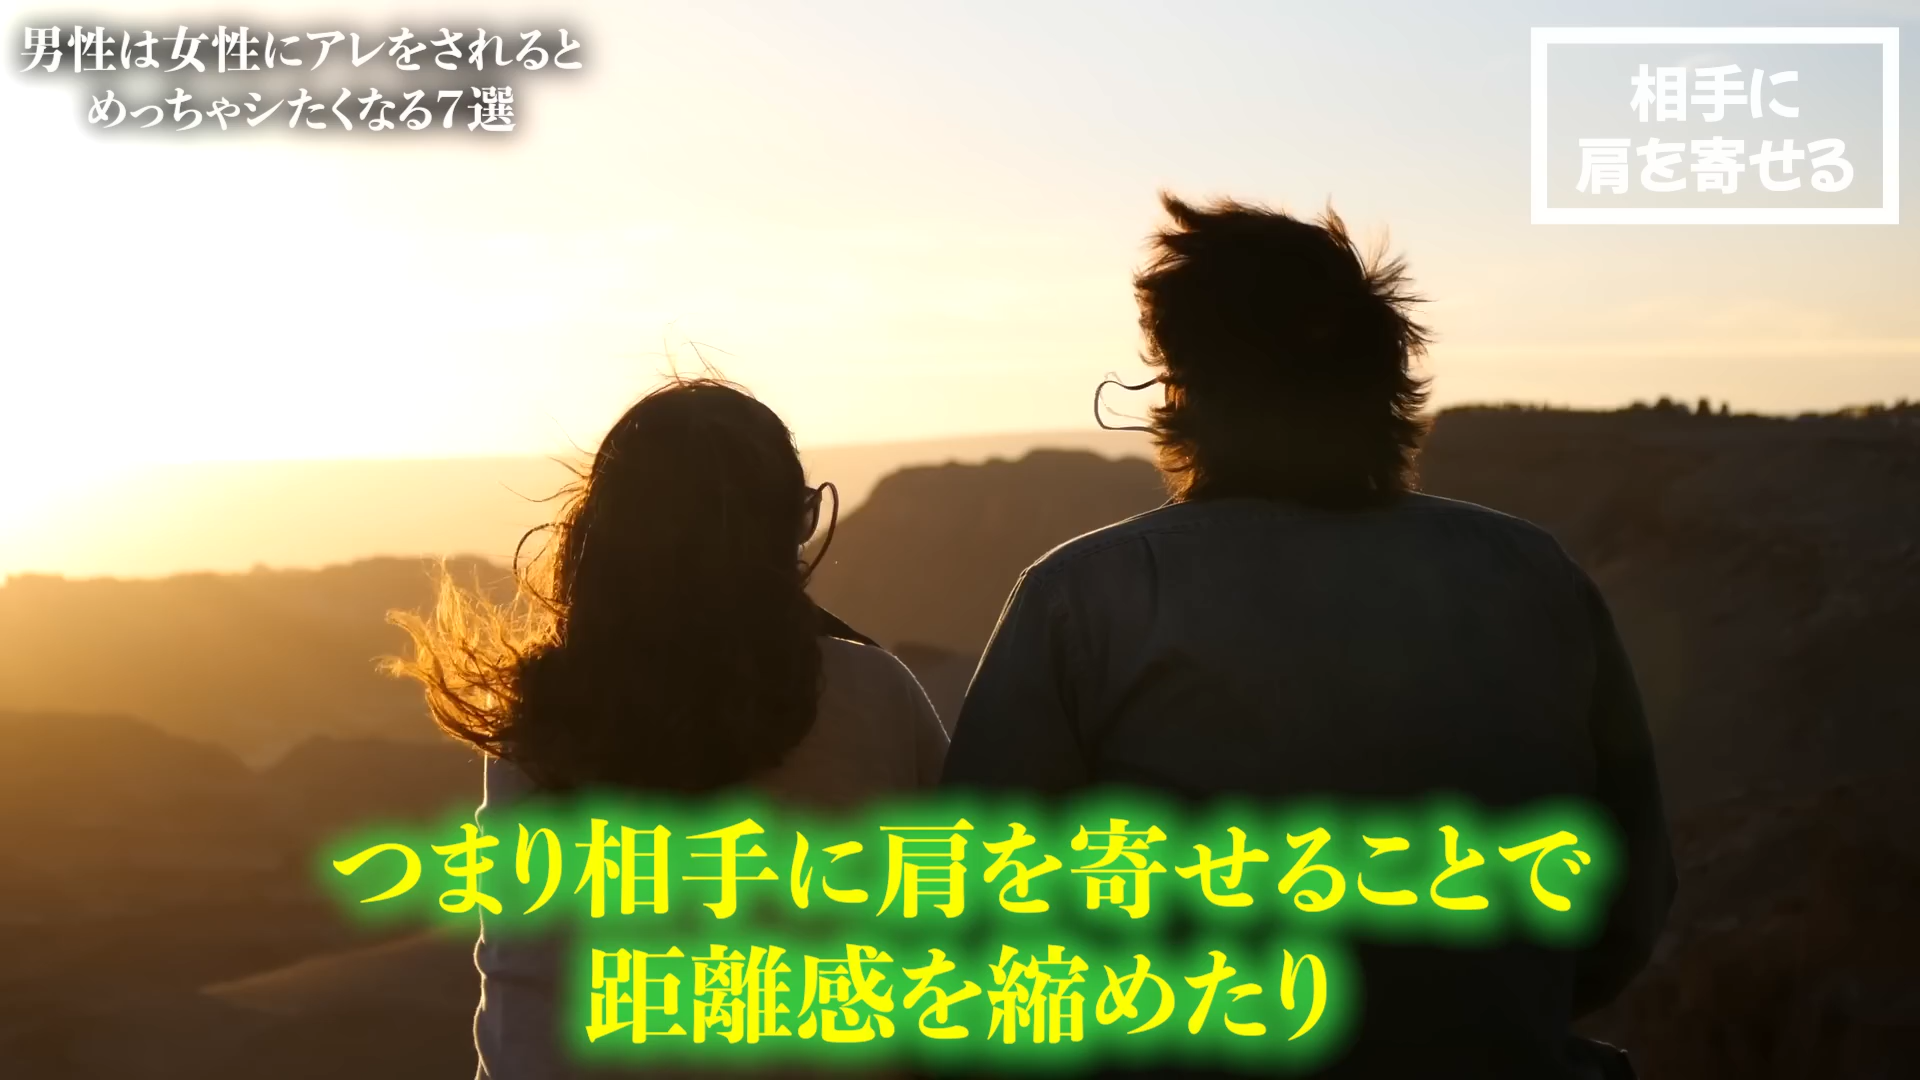 男性は女性にアレをされると
めっちゃシたくなる7選
相手に
肩を寄せる
つまり相手に肩を寄せることで
距離感を縮めたり